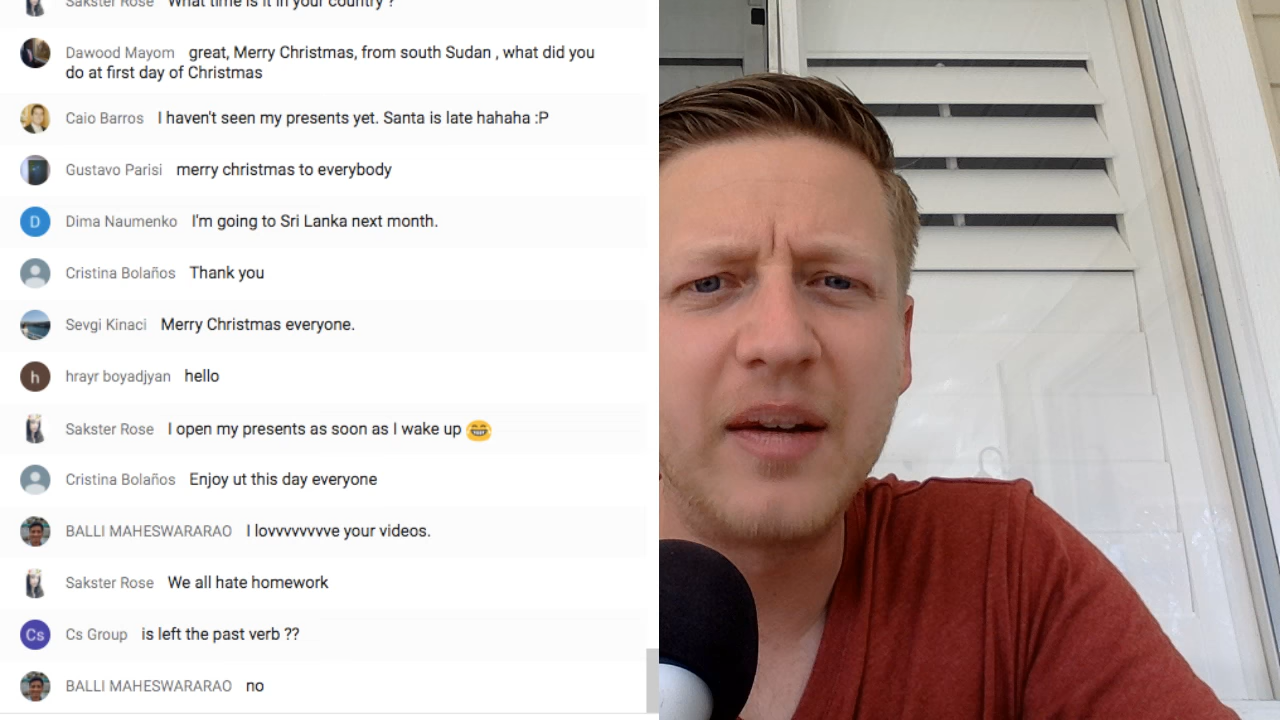 Sakster Rose What time is it in your country ?
Dawood Mayom great, Merry Christmas, from south Sudan , what did you
do at first day of Christmas
Caio Barros I haven't seen my presents yet. Santa is late hahaha :P
Gustavo Parisi merry christmas to everybody
D Dima Naumenko I'm going to Sri Lanka next month.
Cristina Bolaños Thank you
Sevgi Kinaci Merry Christmas everyone.
h hrayr boyadjyan hello
Sakster Rose I open my presents as soon as I wake up 😂
Cristina Bolaños Enjoy ut this day everyone
BALLI MAHESWARARAO I lovvvvvvve your videos.
Sakster Rose We all hate homework
Cs Cs Group is left the past verb ??
BALLI MAHESWARARAO no